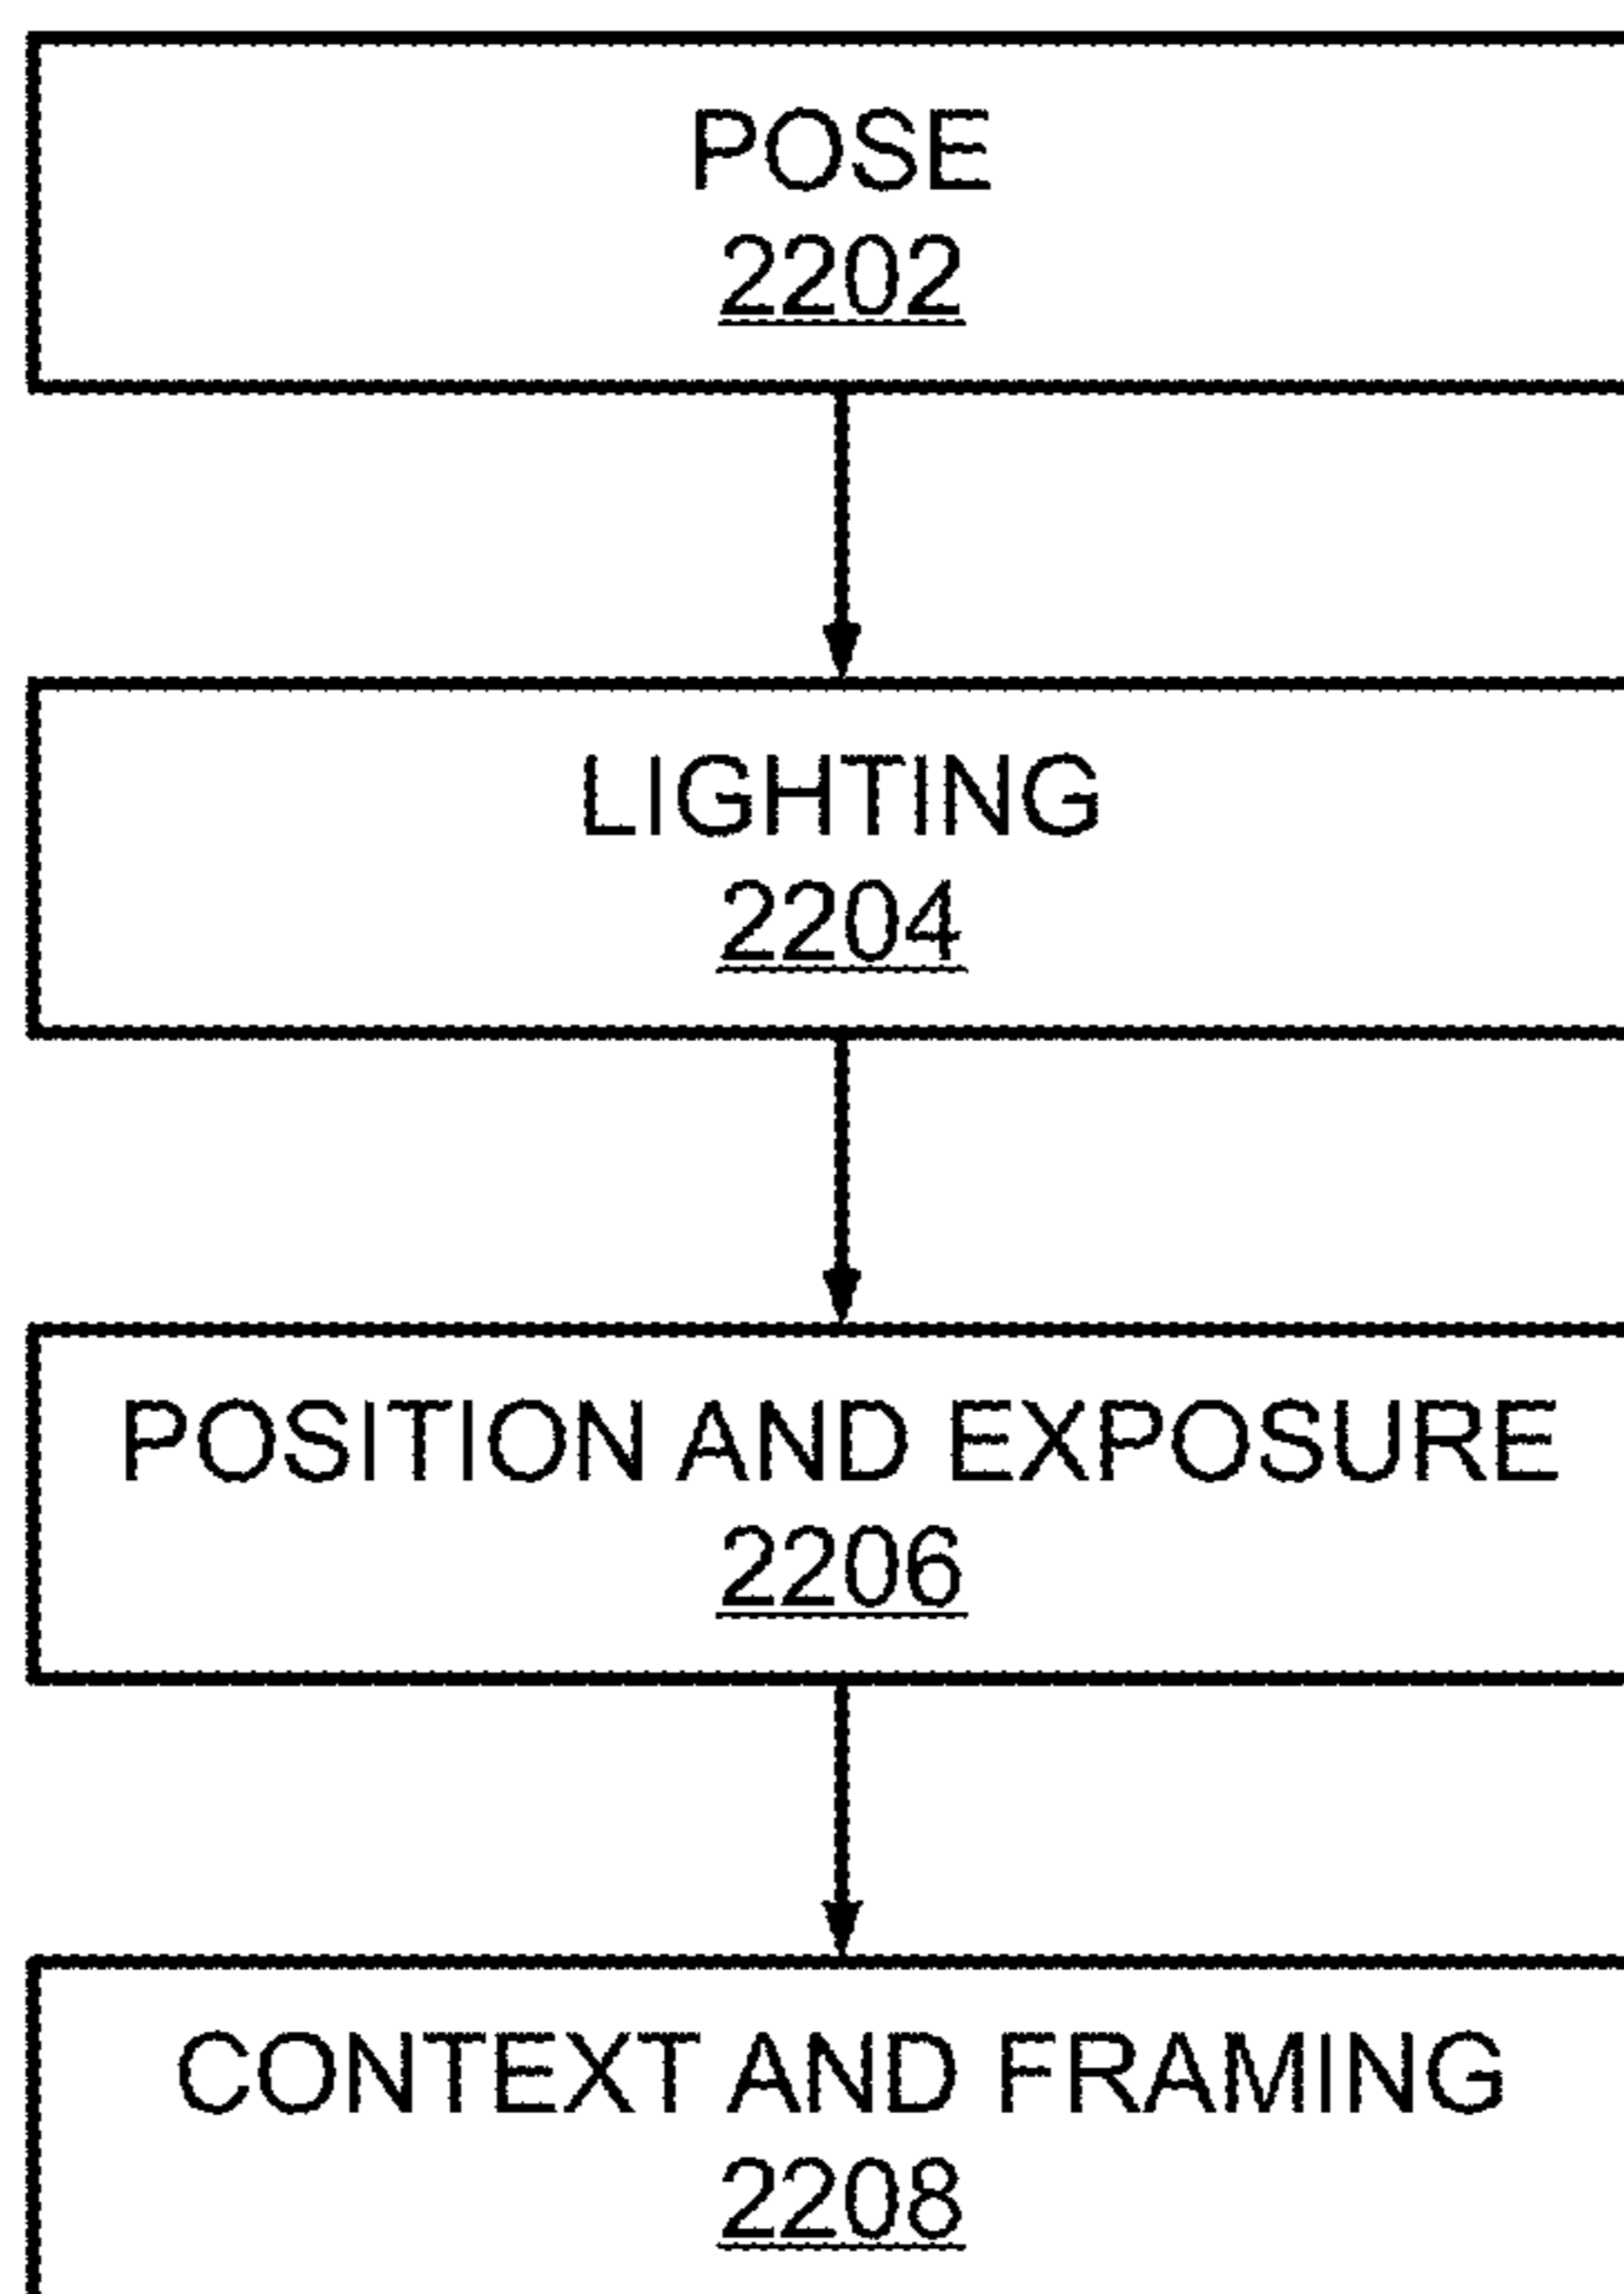 POSE
2202
LIGHTING
2204
POSITION AND EXPOSURE
2206
CONTEXT AND FRAMING
2208